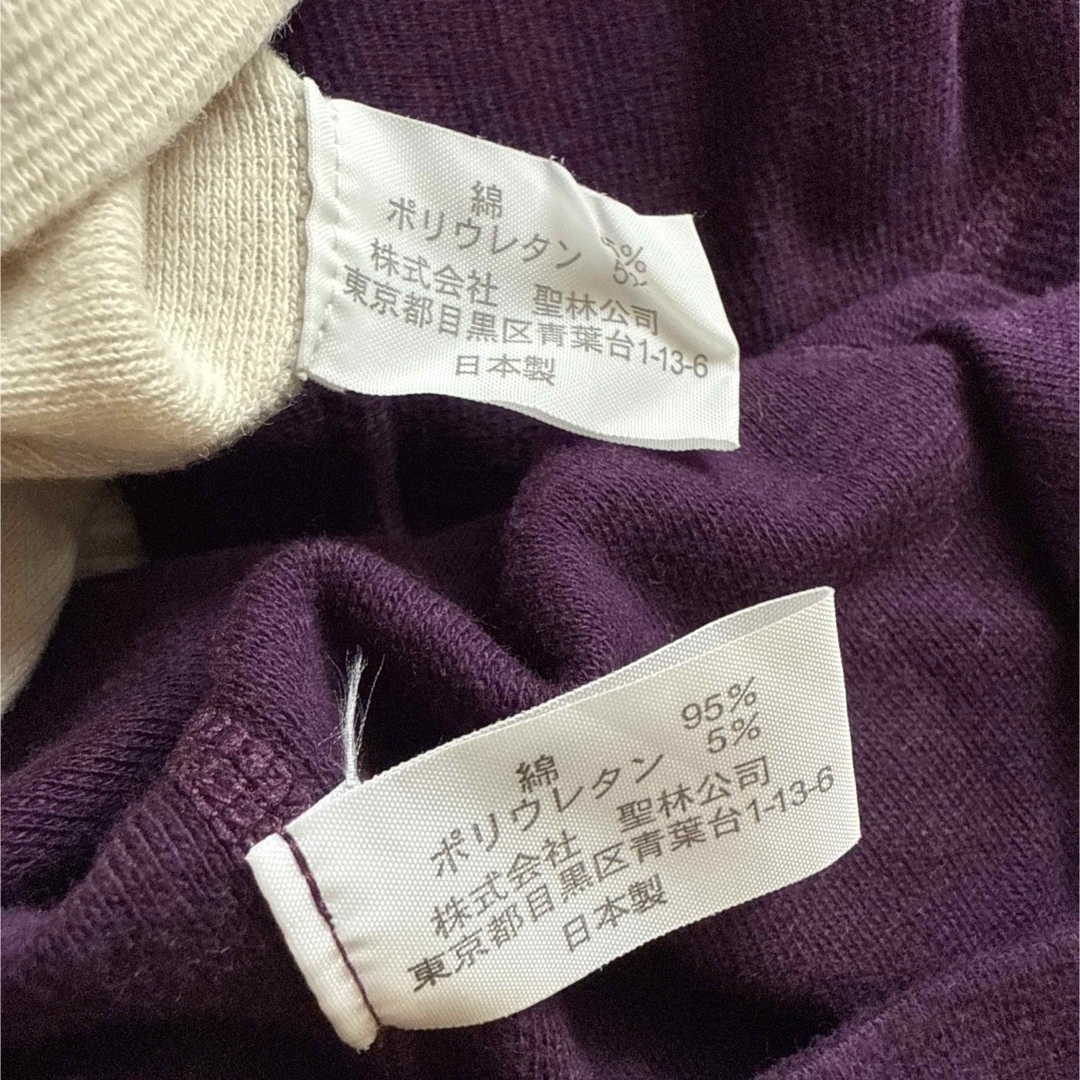 綿
ポリウレタン 5%
株式会社 聖林公司
東京都目黒区青葉台1-13-6
日本製
綿 95%
ポリウレタン 5%
株式会社 聖林公司
東京都目黒区青葉台1-13-6
日本製